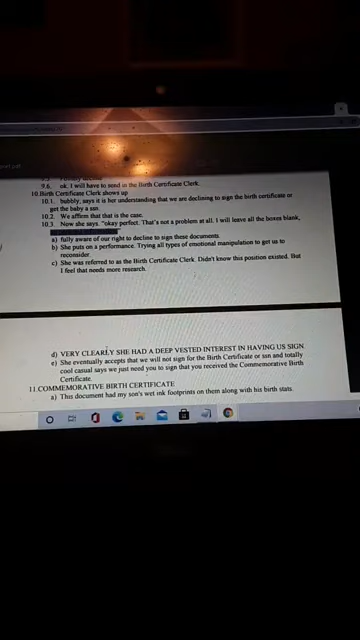 9.6. ok. I will have to send in the Birth Certificate Clerk.
10.Birth Certificate Clerk shows up
10.1. bubbly, says it is her understanding that we are declining to sign the birth certificate or
get the baby a ssn.
10.2. We affirm that that is the case.
10.3. Now she says, "okay perfect. That's not a problem at all. I will leave all the boxes blank,
a) fully aware of our right to decline to sign these documents.
b) She puts on a performance. Trying all types of emotional manipulation to get us to
reconsider.
c) She was referred to as the Birth Certificate Clerk. Didn't know this position existed. But
I feel that needs more research.
d) VERY CLEARLY SHE HAD A DEEP VESTED INTEREST IN HAVING US SIGN.
e) She eventually accepts that we will not sign for the Birth Certificate or ssn and totally
cool casual says we just need you to sign that you received the Commemorative Birth
Certificate.
11.COMMEMORATIVE BIRTH CERTIFICATE
a) This document had my son's wet ink footprints on them along with his birth stats.